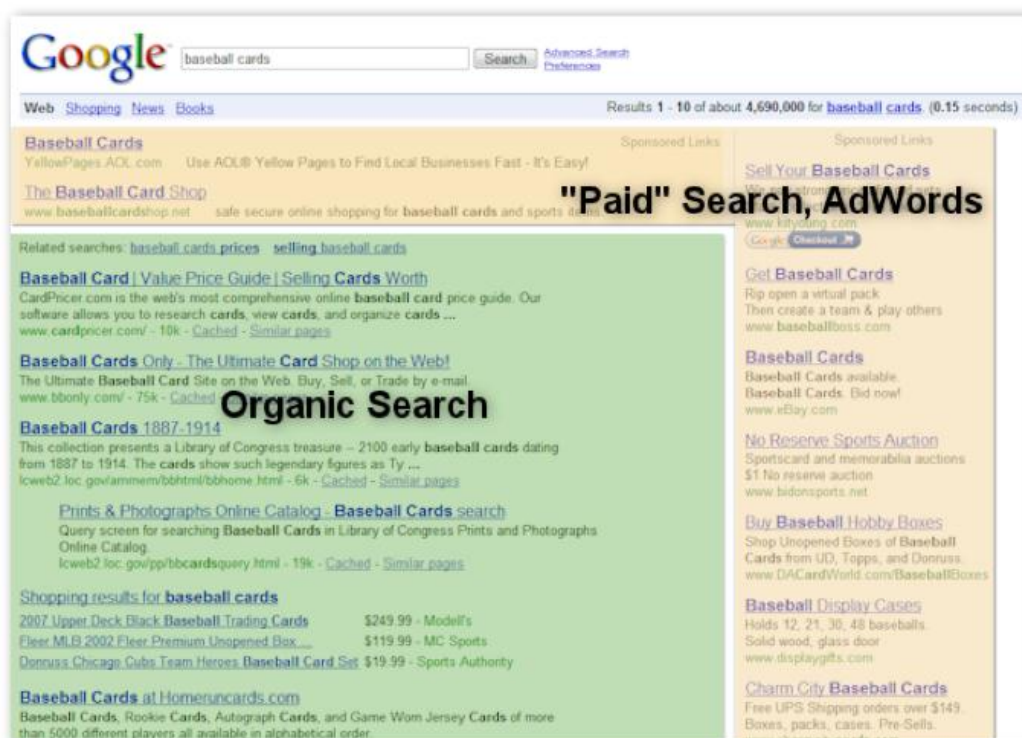 Google
baseball cards
Search
Advanced Search
Preferences
Web Shopping News Books
Results 1 - 10 of about 4,690,000 for baseball cards. (0.15 seconds)
Baseball Cards
Sponsored Links
YellowPages.AOL.com Use AOL® Yellow Pages to Find Local Businesses Fast - It's Easy!
The Baseball Card Shop
www.baseballcardshop.net safe secure online shopping for baseball cards and sports items.
"Paid" Search, AdWords
Related searches: baseball cards prices selling baseball cards
Baseball Card | Value Price Guide | Selling Cards Worth
CardPricer.com is the web's most comprehensive online baseball card price guide. Our
software allows you to research cards, view cards, and organize cards ...
www.cardpricer.com/ - 10k - Cached - Similar pages
Baseball Cards Only - The Ultimate Card Shop on the Web!
The Ultimate Baseball Card Site on the Web. Buy, Sell, or Trade by e-mail.
www.bbonly.com/ - 75k - Cached
Organic Search
Baseball Cards 1887-1914
This collection presents a Library of Congress treasure -- 2100 early baseball cards dating
from 1887 to 1914. The cards show such legendary figures as Ty ...
lcweb2.loc.gov/ammem/bbhtml/bbhome.html - 6k - Cached - Similar pages
Prints & Photographs Online Catalog - Baseball Cards search
Query screen for searching Baseball Cards in Library of Congress Prints and Photographs
Online Catalog.
lcweb2.loc.gov/pp/bbcardsquery.html - 19k - Cached - Similar pages
Shopping results for baseball cards
2007 Upper Deck Black Baseball Trading Cards $249.99 - Modell's
Fleer MLB 2002 Fleer Premium Unopened Box ... $119.99 - MC Sports
Donruss Chicago Cubs Team Heroes Baseball Card Set $19.99 - Sports Authority
Baseball Cards at Homeruncards.com
Baseball Cards, Rookie Cards, Autograph Cards, and Game Worn Jersey Cards of more
than 5000 different players all available in alphabetical order.
Sponsored Links
Sell Your Baseball Cards
www.kityoung.com
Google Checkout
Get Baseball Cards
Rip open a virtual pack
Then create a team & play others
www.baseballboss.com
Baseball Cards
Baseball Cards available.
Baseball Cards. Bid now!
www.eBay.com
No Reserve Sports Auction
Sportscard and memorabilia auctions
$1 No reserve auction
www.bidonsports.net
Buy Baseball Hobby Boxes
Shop Unopened Boxes of Baseball
Cards from UD, Topps, and Donruss.
www.DACardWorld.com/BaseballBoxes
Baseball Display Cases
Holds 12, 21, 30, 48 baseballs.
Solid wood, glass door
www.displaygifts.com
Charm City Baseball Cards
Free UPS Shipping orders over $149.
Boxes, packs, cases. Pre-Sells.